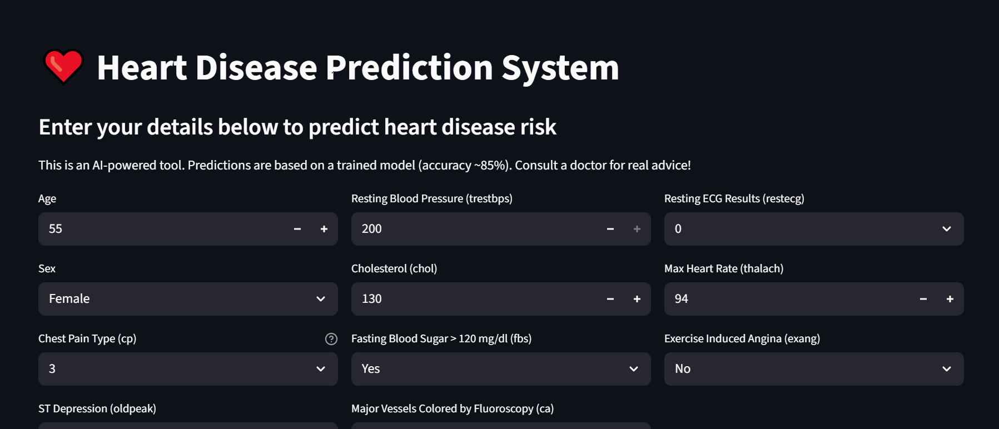 Heart Disease Prediction System
Enter your details below to predict heart disease risk
This is an AI-powered tool. Predictions are based on a trained model (accuracy ~85%). Consult a doctor for real advice!
Age
55
Resting Blood Pressure (trestbps)
200
Resting ECG Results (restecg)
0
Sex
Female
Cholesterol (chol)
130
Max Heart Rate (thalach)
94
Chest Pain Type (cp)
3
Fasting Blood Sugar > 120 mg/dl (fbs)
Yes
Exercise Induced Angina (exang)
No
ST Depression (oldpeak)
Major Vessels Colored by Fluoroscopy (ca)